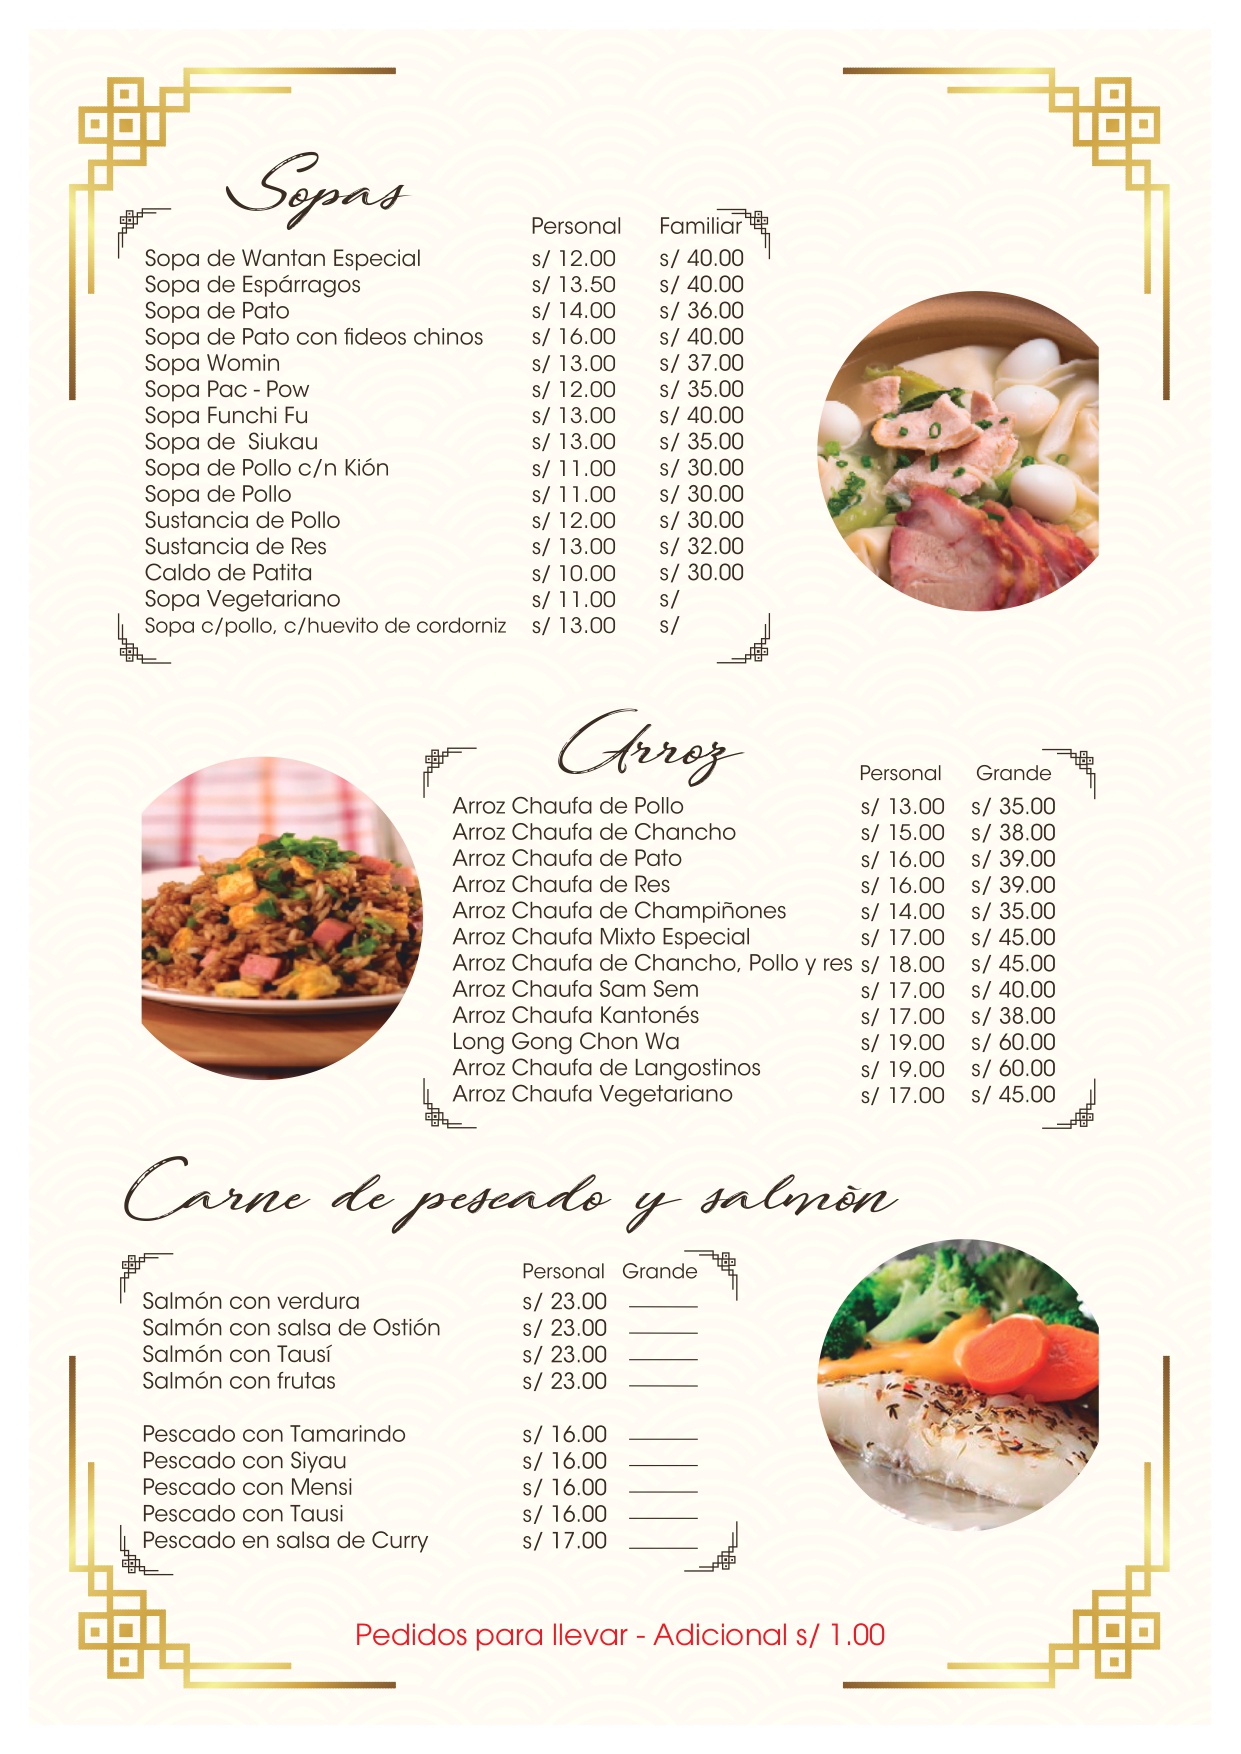 Sopas
Personal Familiar
Sopa de Wantan Especial s/ 12.00 s/ 40.00
Sopa de Espárragos s/ 13.50 s/ 40.00
Sopa de Pato s/ 14.00 s/ 36.00
Sopa de Pato con fideos chinos s/ 16.00 s/ 40.00
Sopa Womin s/ 13.00 s/ 37.00
Sopa Pac - Pow s/ 12.00 s/ 35.00
Sopa Funchi Fu s/ 13.00 s/ 40.00
Sopa de Siukau s/ 13.00 s/ 35.00
Sopa de Pollo c/n Kión s/ 11.00 s/ 30.00
Sopa de Pollo s/ 11.00 s/ 30.00
Sustancia de Pollo s/ 12.00 s/ 30.00
Sustancia de Res s/ 13.00 s/ 32.00
Caldo de Patita s/ 10.00 s/ 30.00
Sopa Vegetariano s/ 11.00 s/
Sopa c/pollo, c/huevito de cordorniz s/ 13.00 s/
Arroz
Personal Grande
Arroz Chaufa de Pollo s/ 13.00 s/ 35.00
Arroz Chaufa de Chancho s/ 15.00 s/ 38.00
Arroz Chaufa de Pato s/ 16.00 s/ 39.00
Arroz Chaufa de Res s/ 16.00 s/ 39.00
Arroz Chaufa de Champiñones s/ 14.00 s/ 35.00
Arroz Chaufa Mixto Especial s/ 17.00 s/ 45.00
Arroz Chaufa de Chancho, Pollo y res s/ 18.00 s/ 45.00
Arroz Chaufa Sam Sem s/ 17.00 s/ 40.00
Arroz Chaufa Kantonés s/ 17.00 s/ 38.00
Long Gong Chon Wa s/ 19.00 s/ 60.00
Arroz Chaufa de Langostinos s/ 19.00 s/ 60.00
Arroz Chaufa Vegetariano s/ 17.00 s/ 45.00
Carne de pescado y salmòn
Personal Grande
Salmón con verdura s/ 23.00 ______
Salmón con salsa de Ostión s/ 23.00 ______
Salmón con Tausí s/ 23.00 ______
Salmón con frutas s/ 23.00 ______
Pescado con Tamarindo s/ 16.00 ______
Pescado con Siyau s/ 16.00 ______
Pescado con Mensi s/ 16.00 ______
Pescado con Tausi s/ 16.00 ______
Pescado en salsa de Curry s/ 17.00 ______
Pedidos para llevar - Adicional s/ 1.00